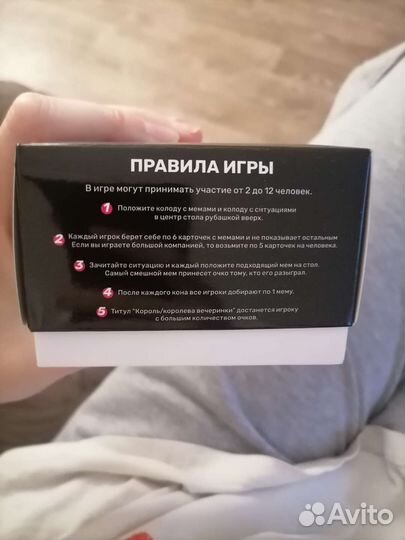 ПРАВИЛА ИГРЫ
В игре могут принимать участие от 2 до 12 человек.
1 Положите колоду с мемами и колоду с снтуациями
в центр стола рубашкой вверх.
2 Каждый игрок берет себе по 6 карточек с мемами и не показывает остальным
Если вы играете большой компанией, то возьмите по 5 карточек на человека.
3 Зачитайте ситуацию и каждый положите подходящий мем на стол.
Самый смешной мем принесет очко тому, кто его разыграл.
4 После каждого кона все игроки добирают по 1 мему.
5 Титул "Король/королева вечеринки" достанется игроку
с большим количеством очков.
Avito